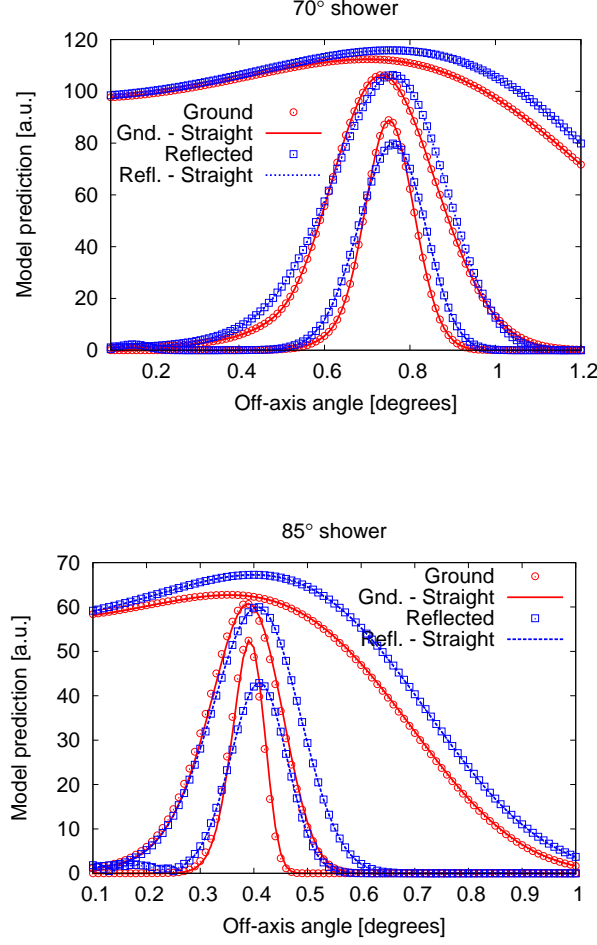 70° shower
120
100
80
60
40
20
0
Model prediction [a.u.]
Ground
Gnd. - Straight
Reflected
Refl. - Straight
0.2 0.4 0.6 0.8 1 1.2
Off-axis angle [degrees]
85° shower
70
60
50
40
30
20
10
0
Model prediction [a.u.]
Ground
Gnd. - Straight
Reflected
Refl. - Straight
0.1 0.2 0.3 0.4 0.5 0.6 0.7 0.8 0.9 1
Off-axis angle [degrees]